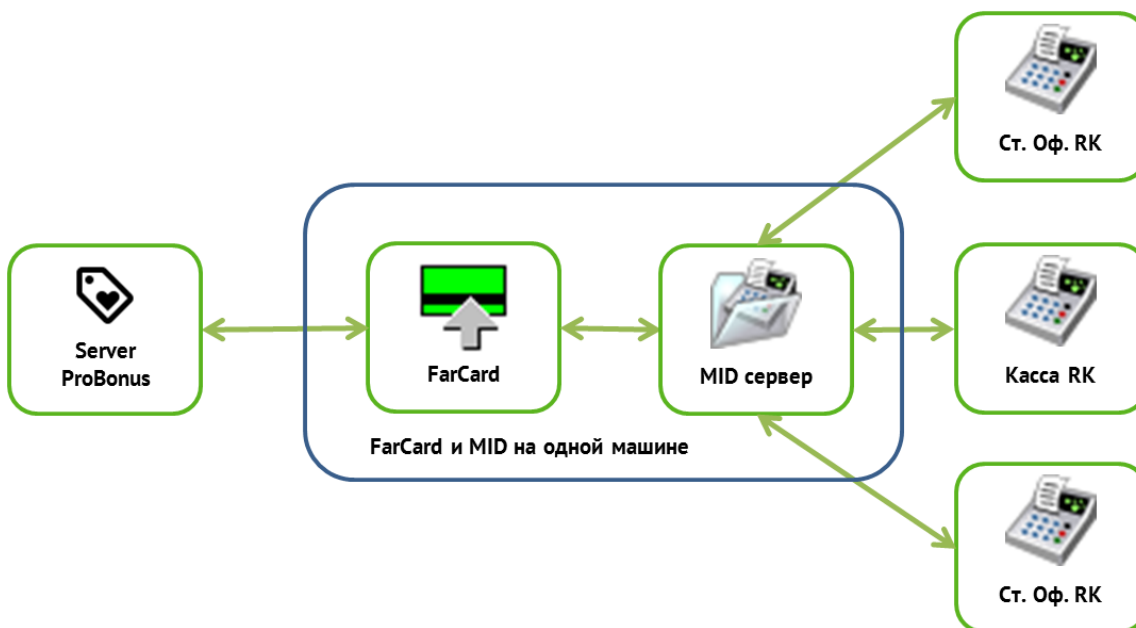 Ст. Оф. RK
Server
ProBonus
FarCard
MID сервер
Касса RK
FarCard и MID на одной машине
Ст. Оф. RK